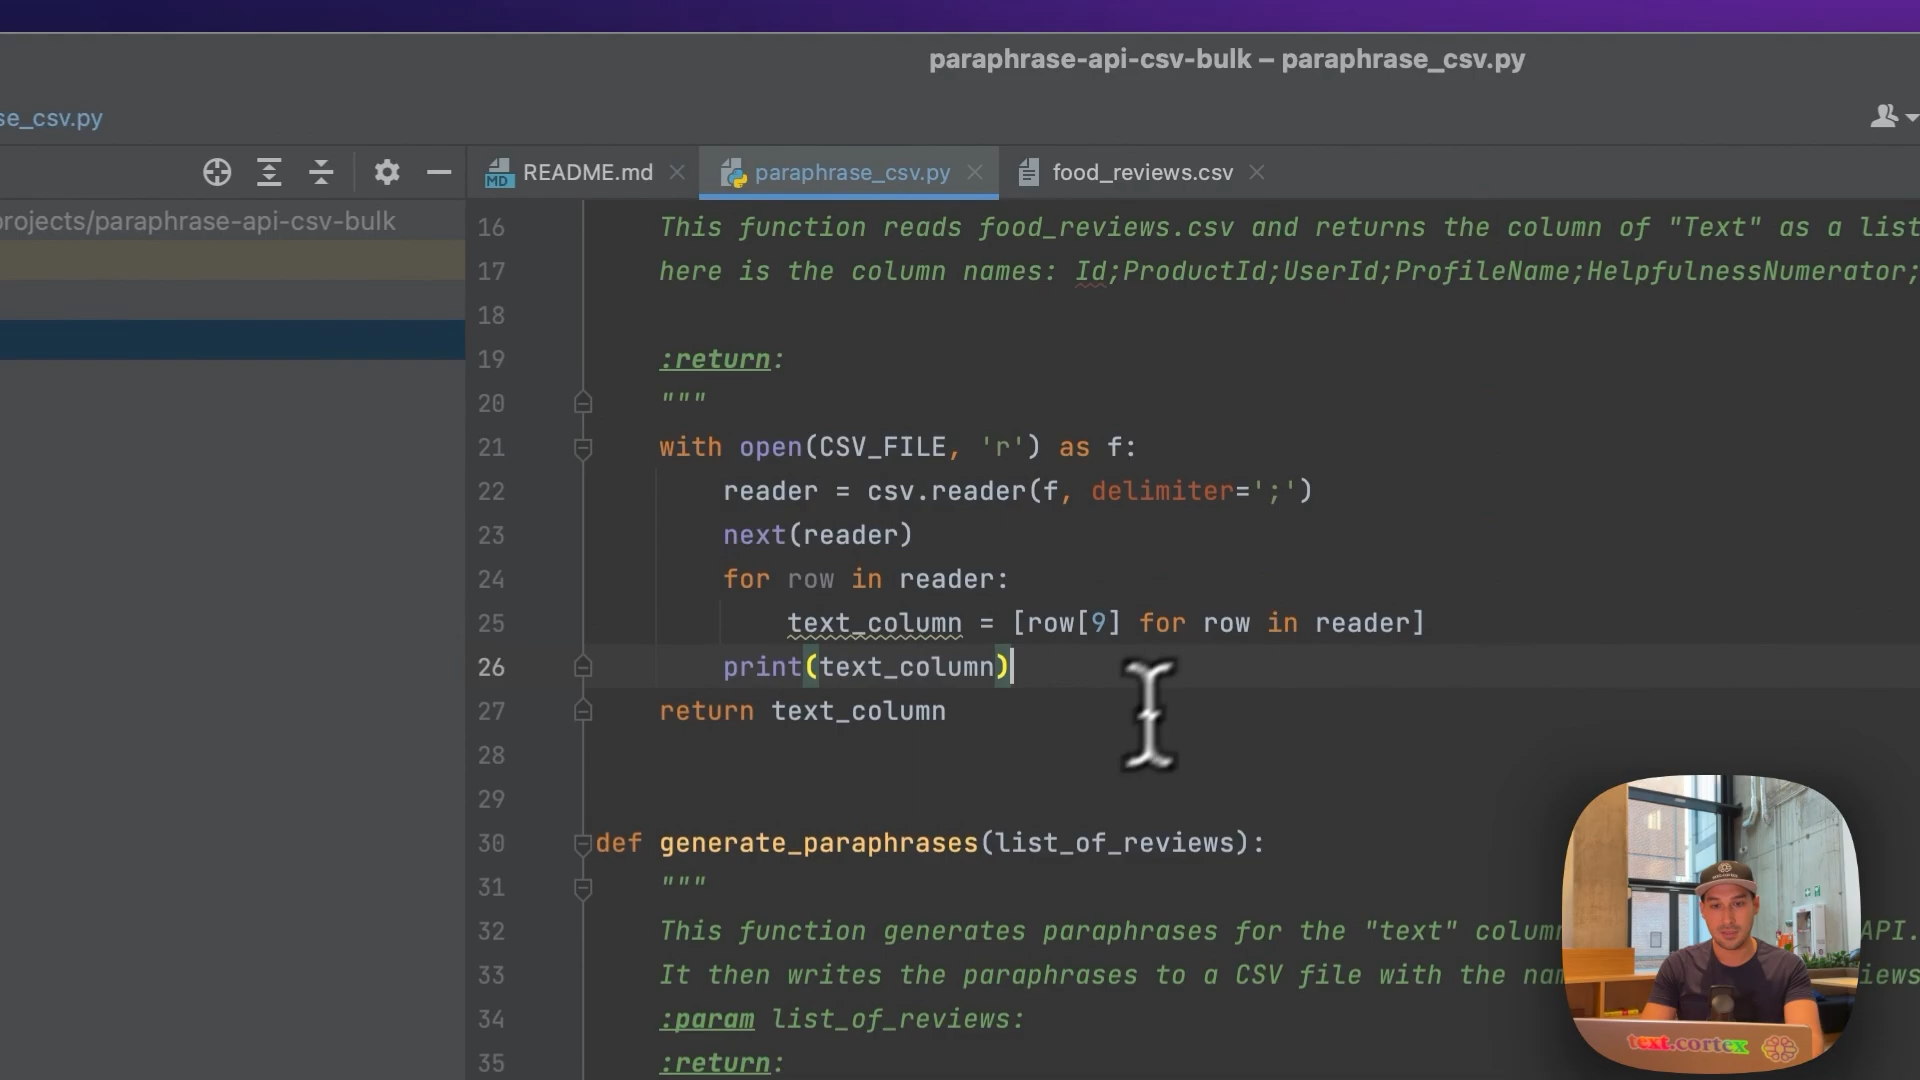 paraphrase-api-csv-bulk – paraphrase_csv.py
se_csv.py
README.md
paraphrase_csv.py
food_reviews.csv
projects/paraphrase-api-csv-bulk
16 This function reads food_reviews.csv and returns the column of "Text" as a list
17 here is the column names: Id;ProductId;UserId;ProfileName;HelpfulnessNumerator;
18
19 :return:
20 """
21 with open(CSV_FILE, 'r') as f:
22 reader = csv.reader(f, delimiter=';')
23 next(reader)
24 for row in reader:
25 text_column = [row[9] for row in reader]
26 print(text_column)
27 return text_column
28
29
30 def generate_paraphrases(list_of_reviews):
31 """
32 This function generates paraphrases for the "text" column API.
33 It then writes the paraphrases to a CSV file with the iews
34 :param list_of_reviews:
35 :return:
text.cortex